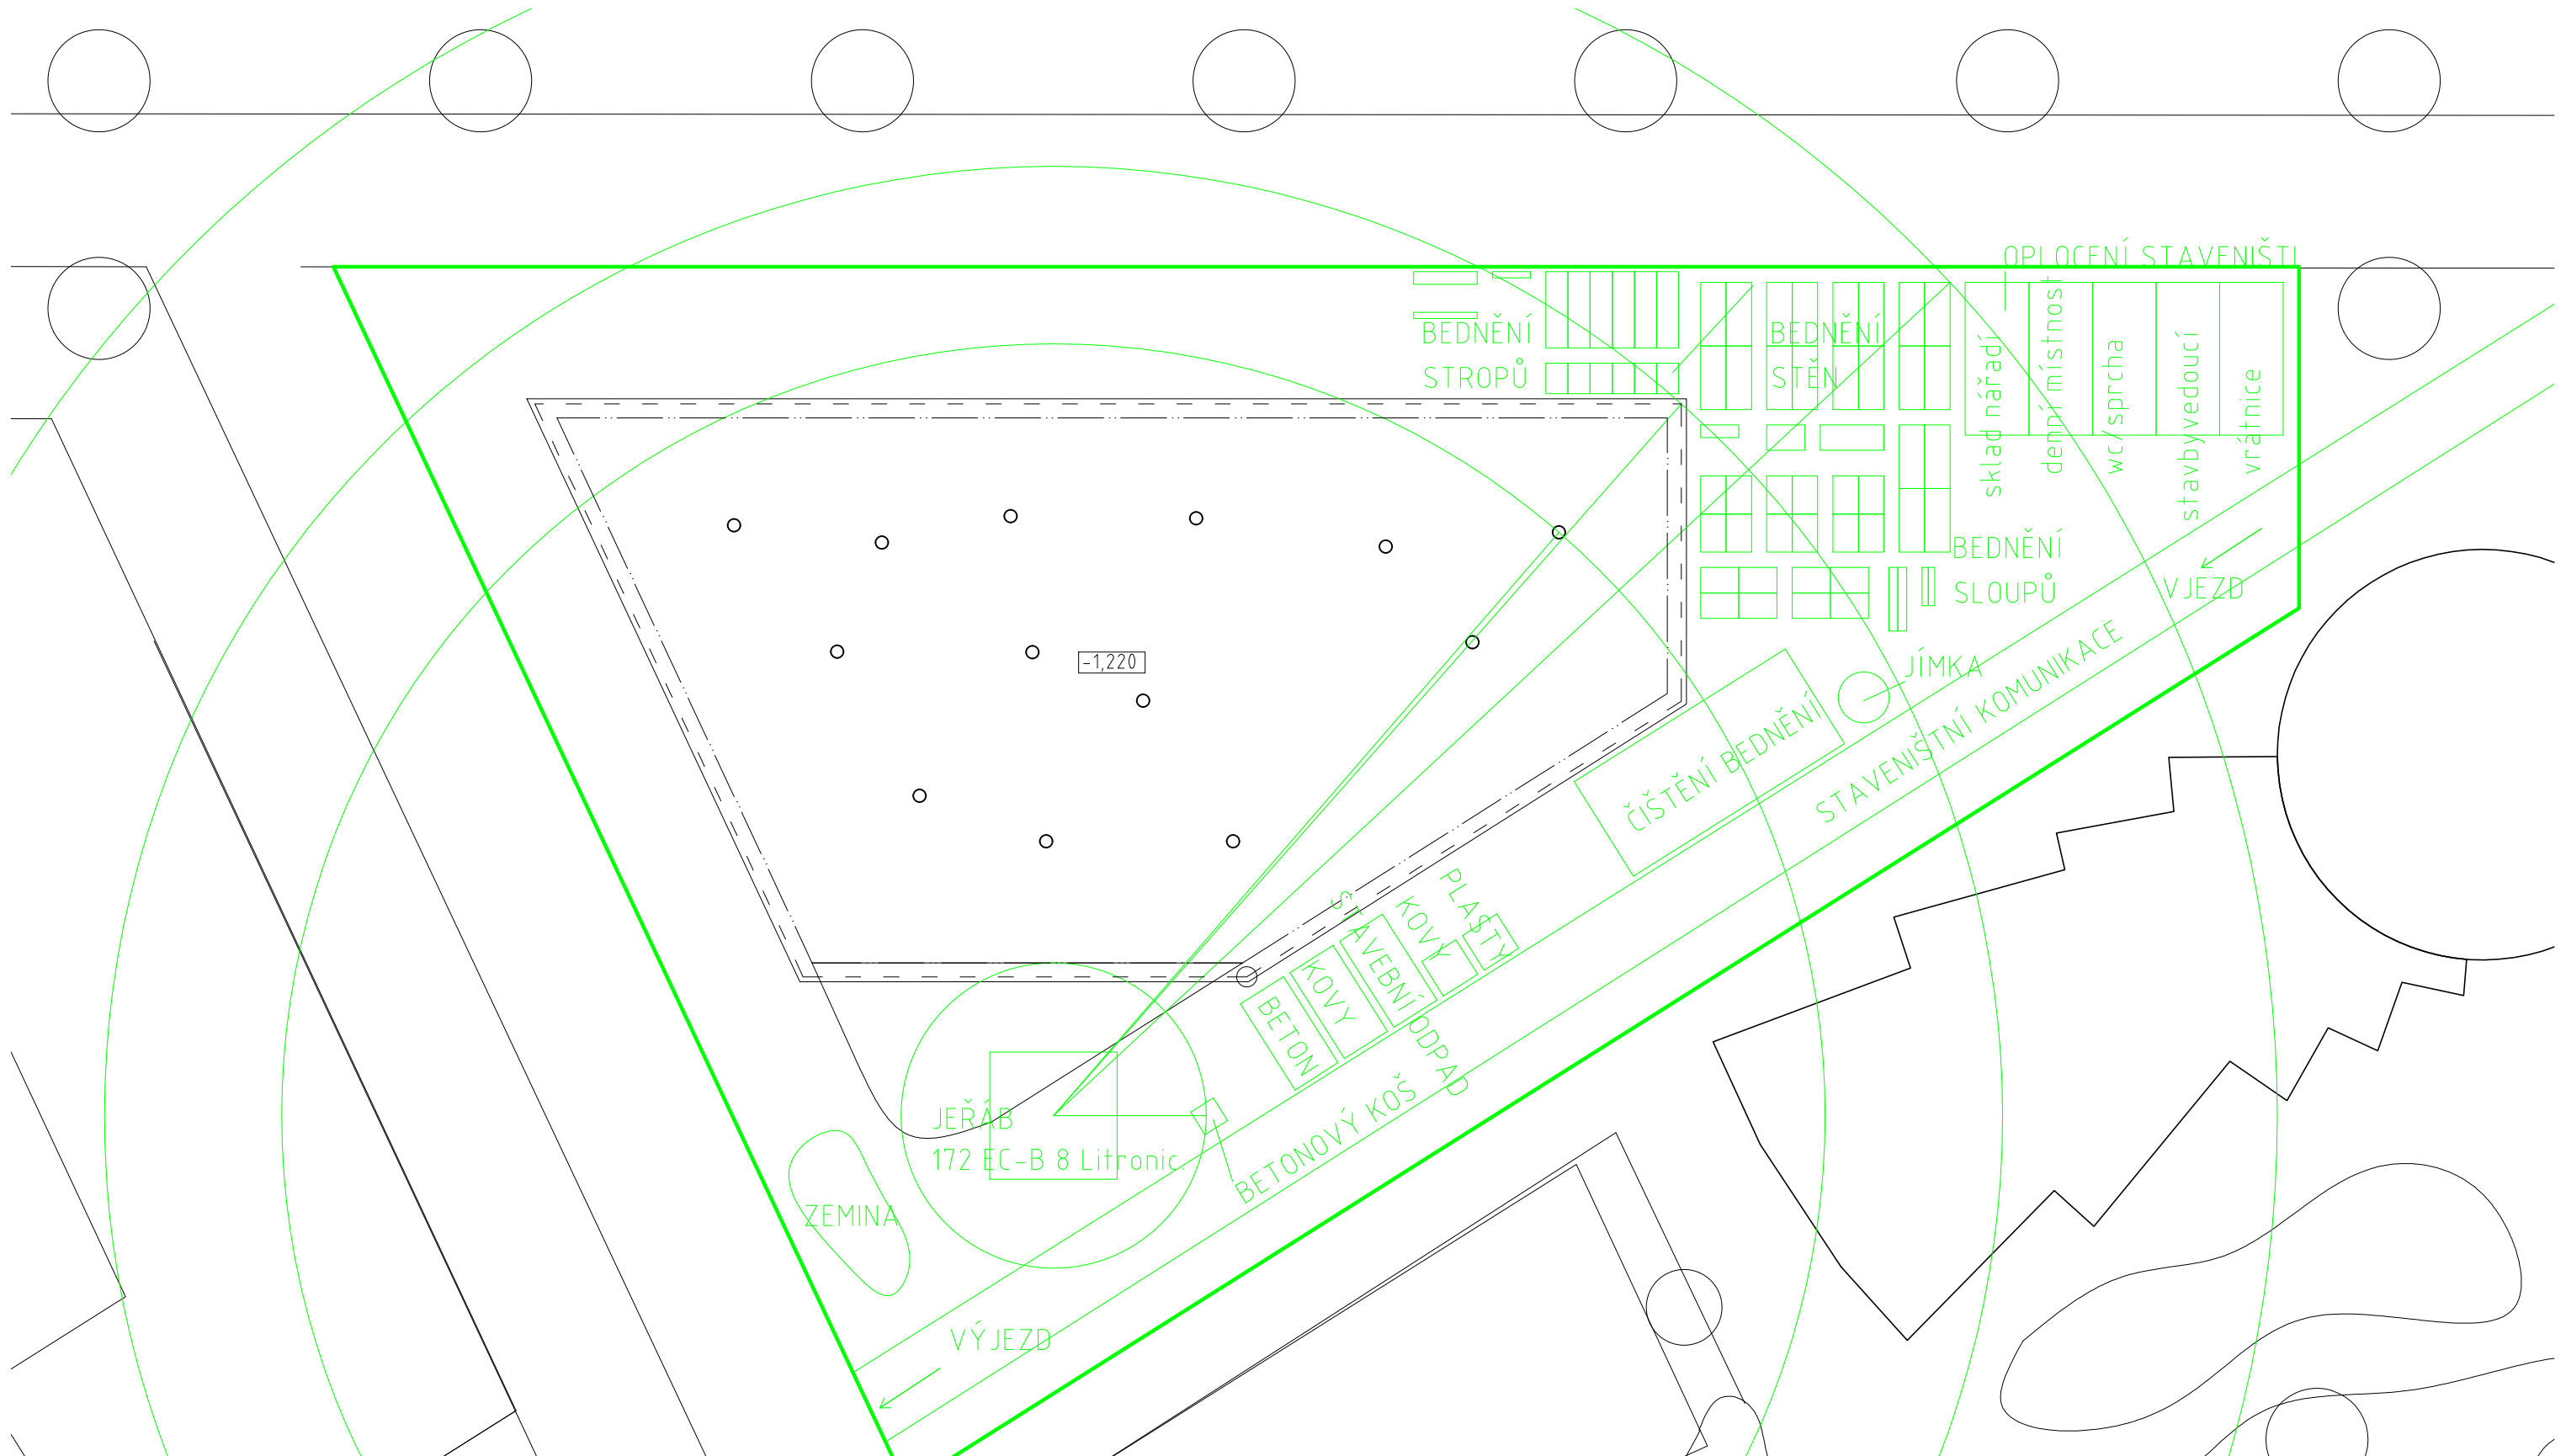 OPLOCENÍ STAVENIŠTI
BEDNĚNÍ
STROPŮ
BEDNĚNÍ
STĚN
sklad nářadí
denní místnost
wc/sprcha
stavbyvedoucí
vrátnice
BEDNĚNÍ
SLOUPŮ
VJEZD
-1,220
JÍMKA
ČIŠTĚNÍ BEDNĚNÍ
STAVENIŠTNÍ KOMUNIKACE
PLASTY
KOVY
STAVEBNÍ ODPAD
KOVY
BETON
BETONOVÝ KOŠ
JEŘÁB
172 EC-B 8 Litronic.
ZEMINA
VÝJEZD